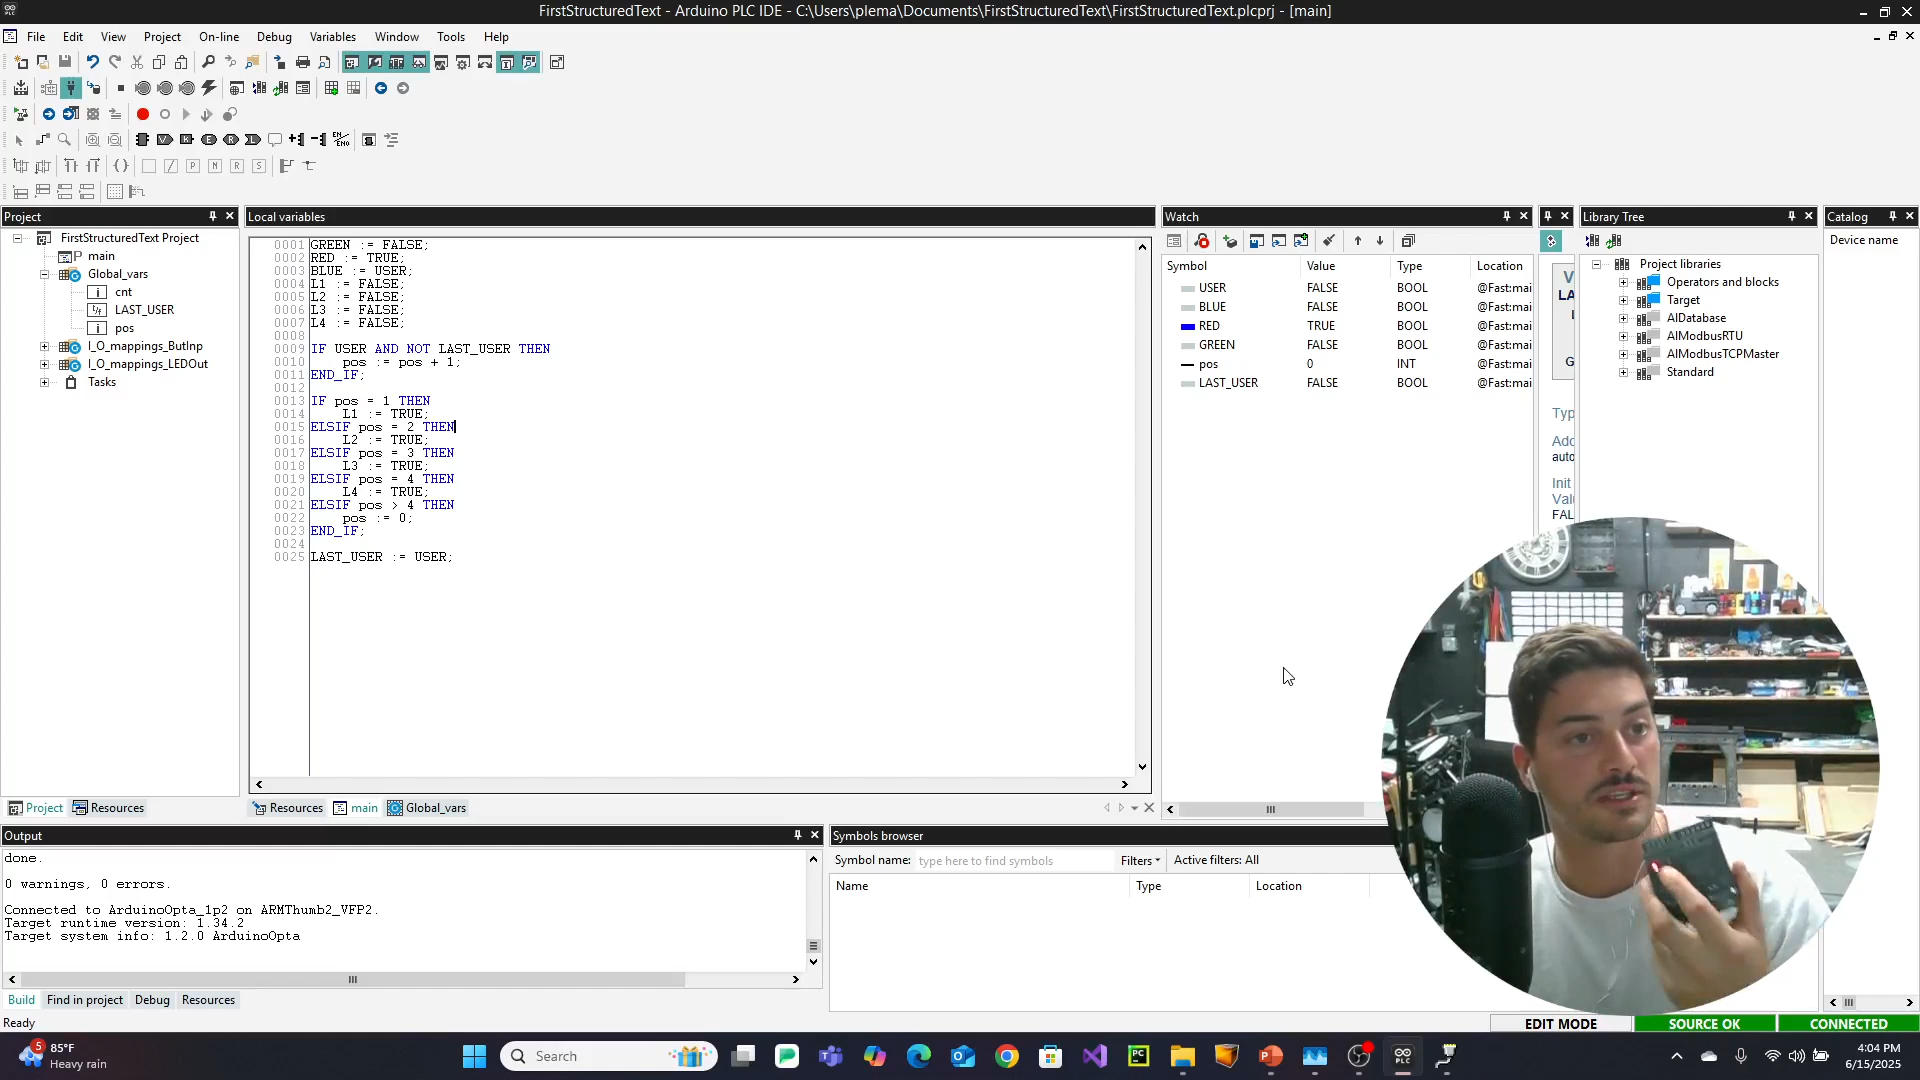 FirstStructuredText - Arduino PLC IDE - C:\Users\plema\Documents\FirstStructuredText\FirstStructuredText.plcprj - [main]
File Edit View Project On-line Debug Variables Window Tools Help
Project
FirstStructuredText Project
main
Global_vars
cnt
LAST_USER
pos
I_O_mappings_ButInp
I_O_mappings_LEDOut
Tasks
Project Resources
Local variables
0001 GREEN := FALSE;
0002 RED := TRUE;
0003 BLUE := USER;
0004 L1 := FALSE;
0005 L2 := FALSE;
0006 L3 := FALSE;
0007 L4 := FALSE;
0008
0009 IF USER AND NOT LAST_USER THEN
0010 pos := pos + 1;
0011 END_IF;
0012
0013 IF pos = 1 THEN
0014 L1 := TRUE;
0015 ELSIF pos = 2 THEN
0016 L2 := TRUE;
0017 ELSIF pos = 3 THEN
0018 L3 := TRUE;
0019 ELSIF pos = 4 THEN
0020 L4 := TRUE;
0021 ELSIF pos > 4 THEN
0022 pos := 0;
0023 END_IF;
0024
0025 LAST_USER := USER;
Resources main Global_vars
Watch
Symbol Value Type Location
USER FALSE BOOL @Fast:mai
BLUE FALSE BOOL @Fast:mai
RED TRUE BOOL @Fast:mai
GREEN FALSE BOOL @Fast:mai
pos 0 INT @Fast:mai
LAST_USER FALSE BOOL @Fast:mai
V
LA
G
Typ
Add
auto
Init
Valu
FAL
Library Tree
Project libraries
Operators and blocks
Target
AIDatabase
AIModbusRTU
AIModbusTCPMaster
Standard
Catalog
Device name
Output
done.
0 warnings, 0 errors.
Connected to ArduinoOpta_1p2 on ARMThumb2_VFP2.
Target runtime version: 1.34.2
Target system info: 1.2.0 ArduinoOpta
Build Find in project Debug Resources
Symbols browser
Symbol name: type here to find symbols Filters Active filters: All
Name Type Location
Ready
EDIT MODE SOURCE OK CONNECTED
5
85°F
Heavy rain
Search
4:04 PM
6/15/2025